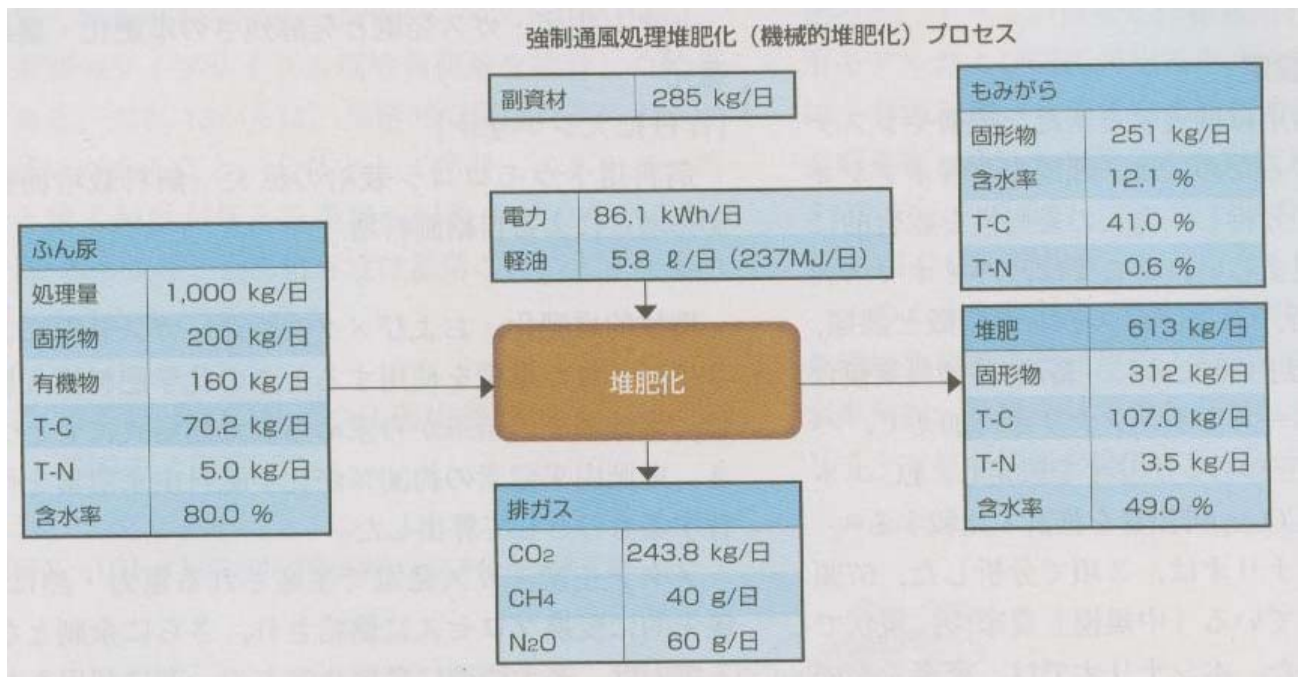 強制通風処理堆肥化（機械的堆肥化）プロセス
副資材 285 kg/日
もみがら
固形物 251 kg/日
含水率 12.1 %
T-C 41.0 %
T-N 0.6 %
電力 86.1 kWh/日
軽油 5.8 ℓ/日（237MJ/日）
ふん尿
処理量 1,000 kg/日
固形物 200 kg/日
有機物 160 kg/日
T-C 70.2 kg/日
T-N 5.0 kg/日
含水率 80.0 %
堆肥化
堆肥 613 kg/日
固形物 312 kg/日
T-C 107.0 kg/日
T-N 3.5 kg/日
含水率 49.0 %
排ガス
CO₂ 243.8 kg/日
CH₄ 40 g/日
N₂O 60 g/日